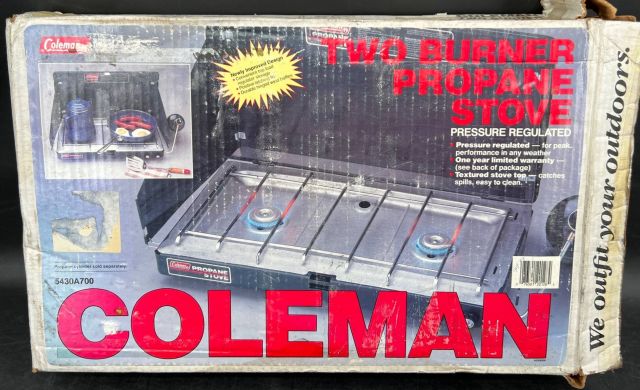 Coleman
Newly Improved Design
TWO BURNER
PROPANE
STOVE
PRESSURE REGULATED
Pressure regulated — for peak
performance in any weather
One year limited warranty —
(see back of package)
Textured stove top — catches
spills, easy to clean.
Propane cylinder sold separately.
5430A700
Coleman
PROPANE
STOVE
COLEMAN
We outfit your outdoors.